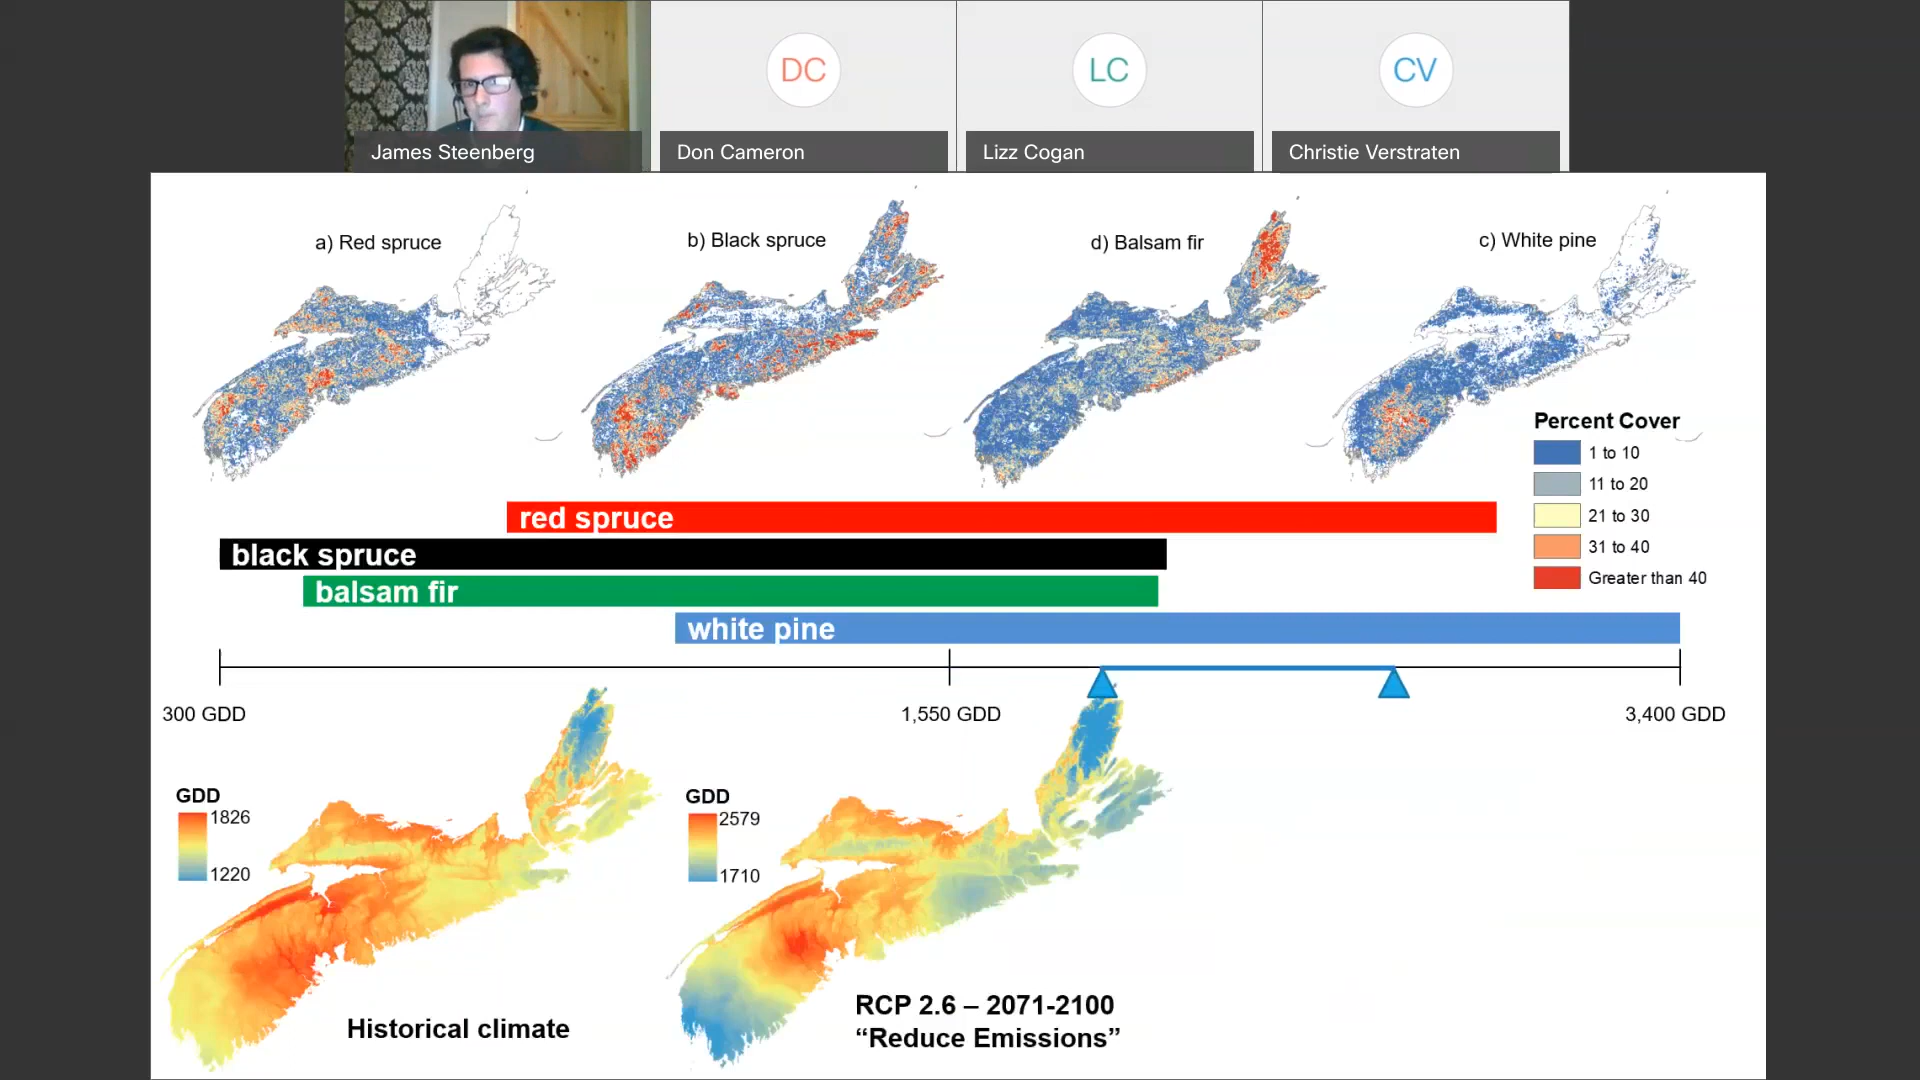 DC
LC
CV
James Steenberg
Don Cameron
Lizz Cogan
Christie Verstraten
a) Red spruce
b) Black spruce
d) Balsam fir
c) White pine
Percent Cover
1 to 10
11 to 20
21 to 30
31 to 40
Greater than 40
red spruce
black spruce
balsam fir
white pine
300 GDD
1,550 GDD
3,400 GDD
GDD
1826
1220
Historical climate
GDD
2579
1710
RCP 2.6 – 2071-2100
“Reduce Emissions”